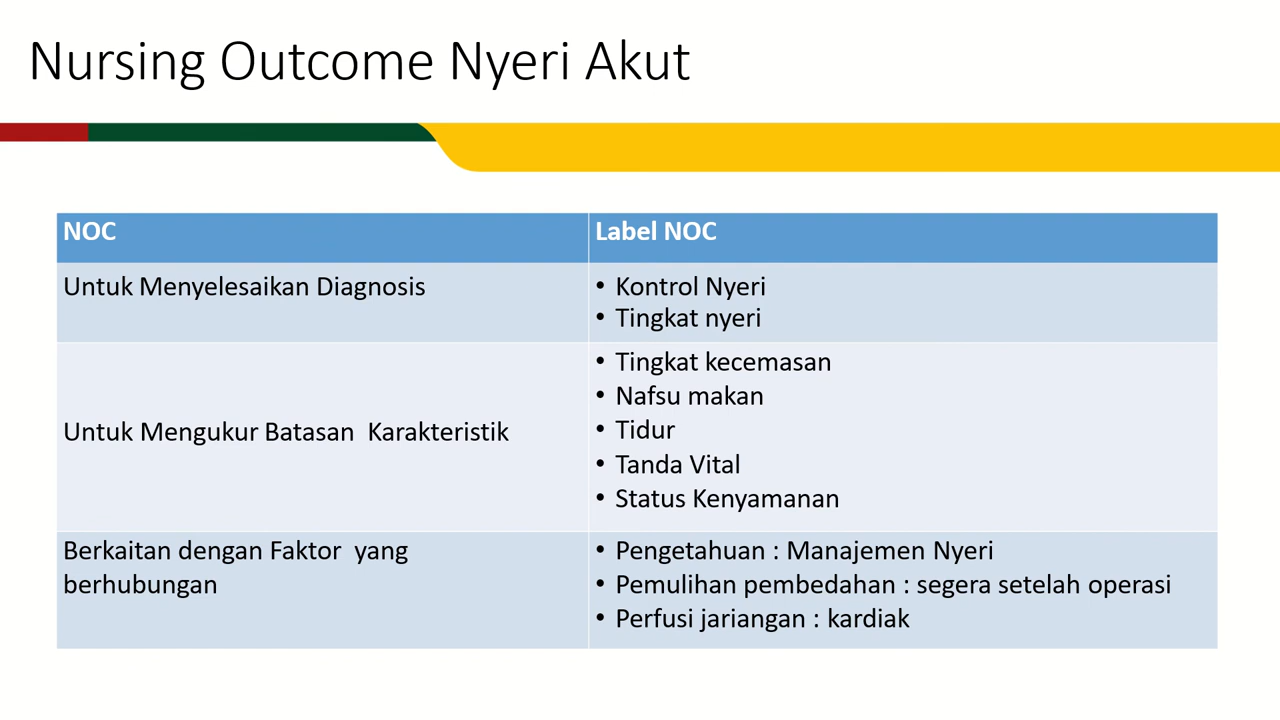 Nursing Outcome Nyeri Akut
NOC
Label NOC
Untuk Menyelesaikan Diagnosis
• Kontrol Nyeri
• Tingkat nyeri
Untuk Mengukur Batasan  Karakteristik
• Tingkat kecemasan
• Nafsu makan
• Tidur
• Tanda Vital
• Status Kenyamanan
Berkaitan dengan Faktor  yang
berhubungan
• Pengetahuan : Manajemen Nyeri
• Pemulihan pembedahan : segera setelah operasi
• Perfusi jariangan : kardiak